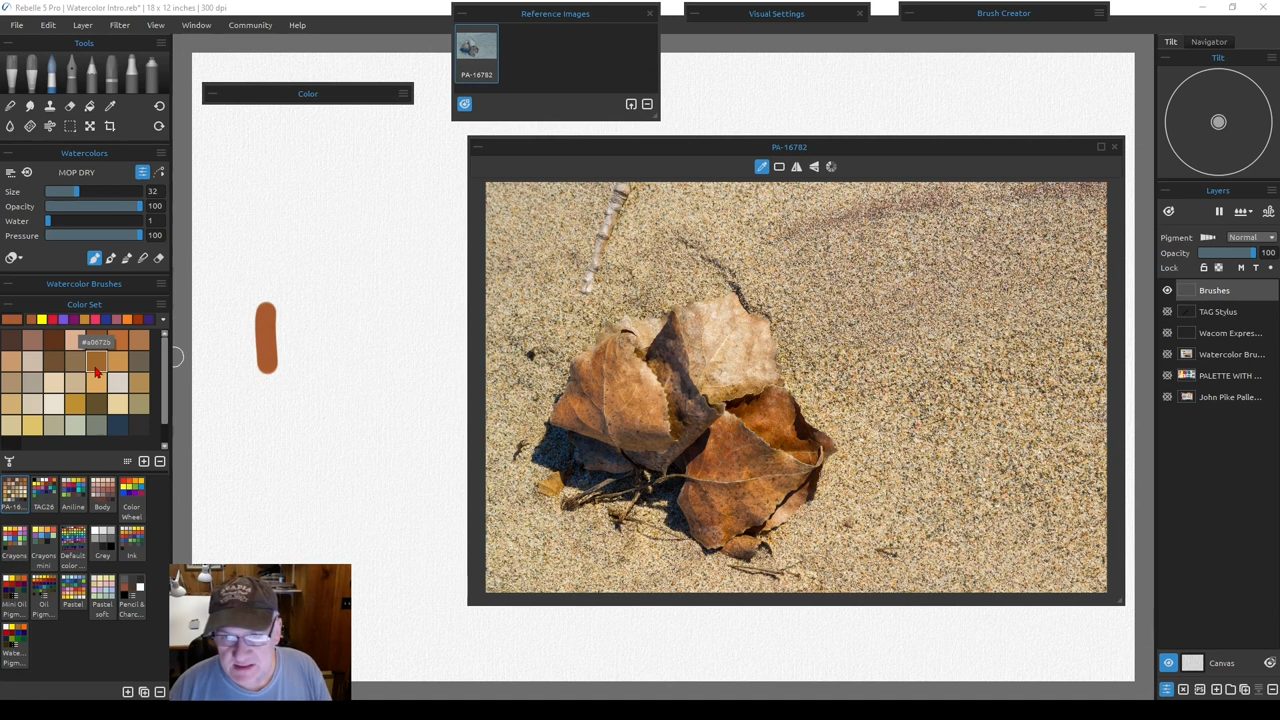 Rebelle 5 Pro | Watercolor Intro.reb* | 18 x 12 inches | 300 dpi
File Edit Layer Filter View Window Community Help
Reference Images
Visual Settings
Brush Creator
Tools
PA-16782
Color
Tilt Navigator
Tilt
Watercolors
MOP DRY
Size 32
Opacity 100
Water 1
Pressure 100
PA-16782
Layers
Pigment Normal
Opacity 100
Lock M T
Watercolor Brushes
Color Set
#a0672b
Brushes
TAG Stylus
Wacom Expres...
Watercolor Bru...
PALETTE WITH ...
John Pike Palle...
PA-16... TAG26 Aniline Body Color
Wheel
Crayons Crayons
mini Default
color ... Grey Ink
Mini Oil
Pigm... Oil
Pigm... Pastel Pastel
soft Pencil &
Charc...
Wate...
Pigm...
Canvas
PS